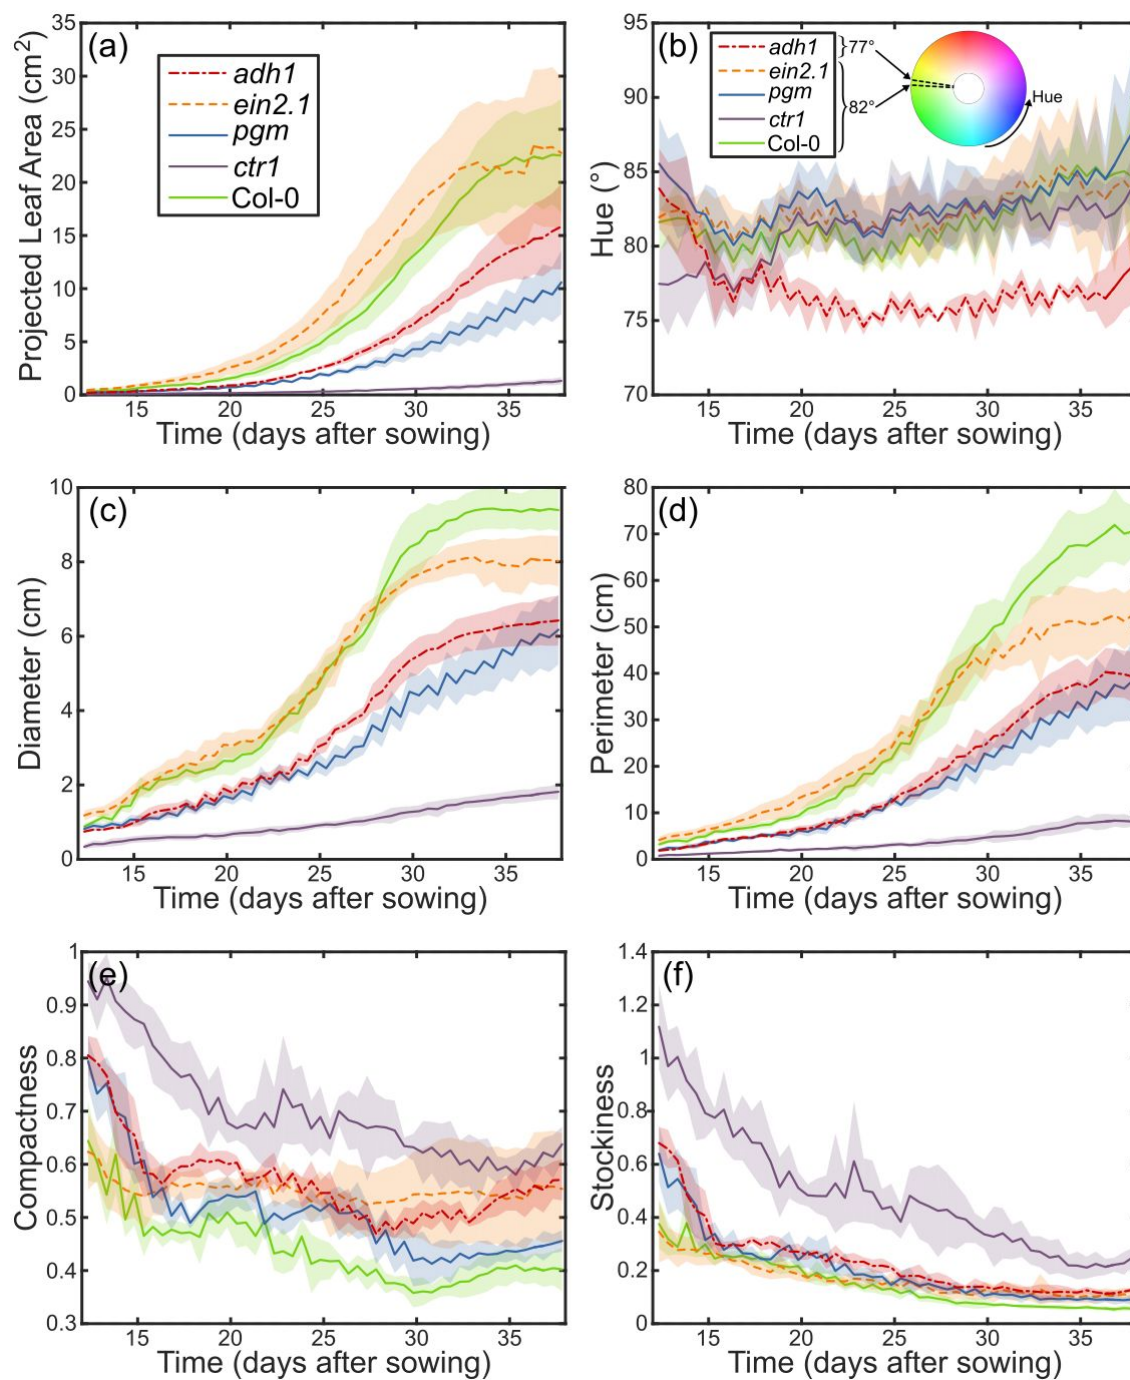 (a)
adh1
ein2.1
pgm
ctr1
Col-0
Projected Leaf Area (cm²)
35
30
25
20
15
10
5
0
15 20 25 30 35
Time (days after sowing)
(b)
adh1
ein2.1
pgm
ctr1
Col-0
77°
82°
Hue
Hue (°)
95
90
85
80
75
70
15 20 25 30 35
Time (days after sowing)
(c)
Diameter (cm)
10
8
6
4
2
0
15 20 25 30 35
Time (days after sowing)
(d)
Perimeter (cm)
80
70
60
50
40
30
20
10
0
15 20 25 30 35
Time (days after sowing)
(e)
Compactness
1
0.9
0.8
0.7
0.6
0.5
0.4
0.3
15 20 25 30 35
Time (days after sowing)
(f)
Stockiness
1.4
1.2
1
0.8
0.6
0.4
0.2
0
15 20 25 30 35
Time (days after sowing)